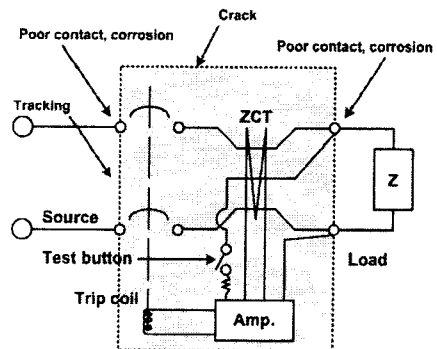 Crack
Poor contact, corrosion
Poor contact, corrosion
Tracking
ZCT
Z
Source
Test button
Load
Trip coil
Amp.